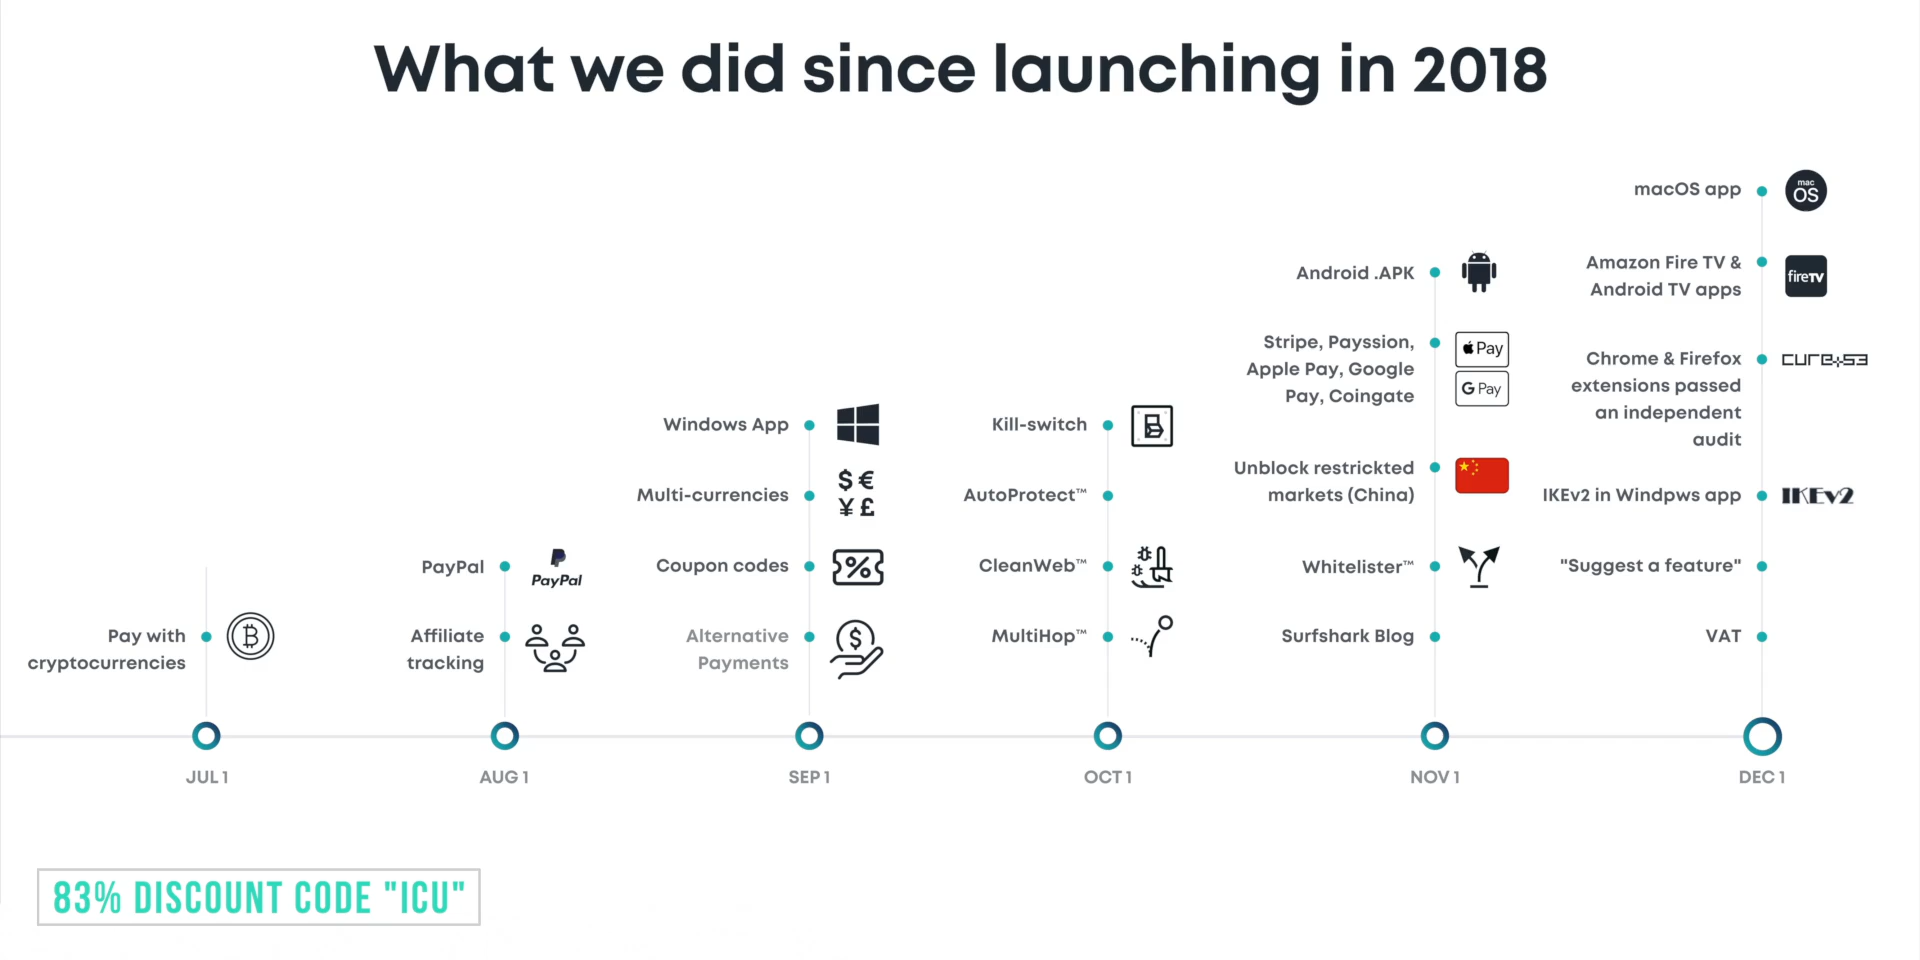 What we did since launching in 2018
Pay with
cryptocurrencies
JUL 1
PayPal
PayPal
Affiliate
tracking
AUG 1
Windows App
Multi-currencies
$ €
¥ £
Coupon codes
%
Alternative
Payments
$
SEP 1
Kill-switch
AutoProtect™
CleanWeb™
MultiHop™
OCT 1
Android .APK
Stripe, Payssion,
Apple Pay, Google
Pay, Coingate
Pay
G Pay
Unblock restrickted
markets (China)
Whitelister™
Surfshark Blog
NOV 1
macOS app
mac
OS
Amazon Fire TV &
Android TV apps
fireTV
Chrome & Firefox
extensions passed
an independent
audit
cure+53
IKEv2 in Windpws app
IKEv2
"Suggest a feature"
VAT
DEC 1
83% DISCOUNT CODE "ICU"